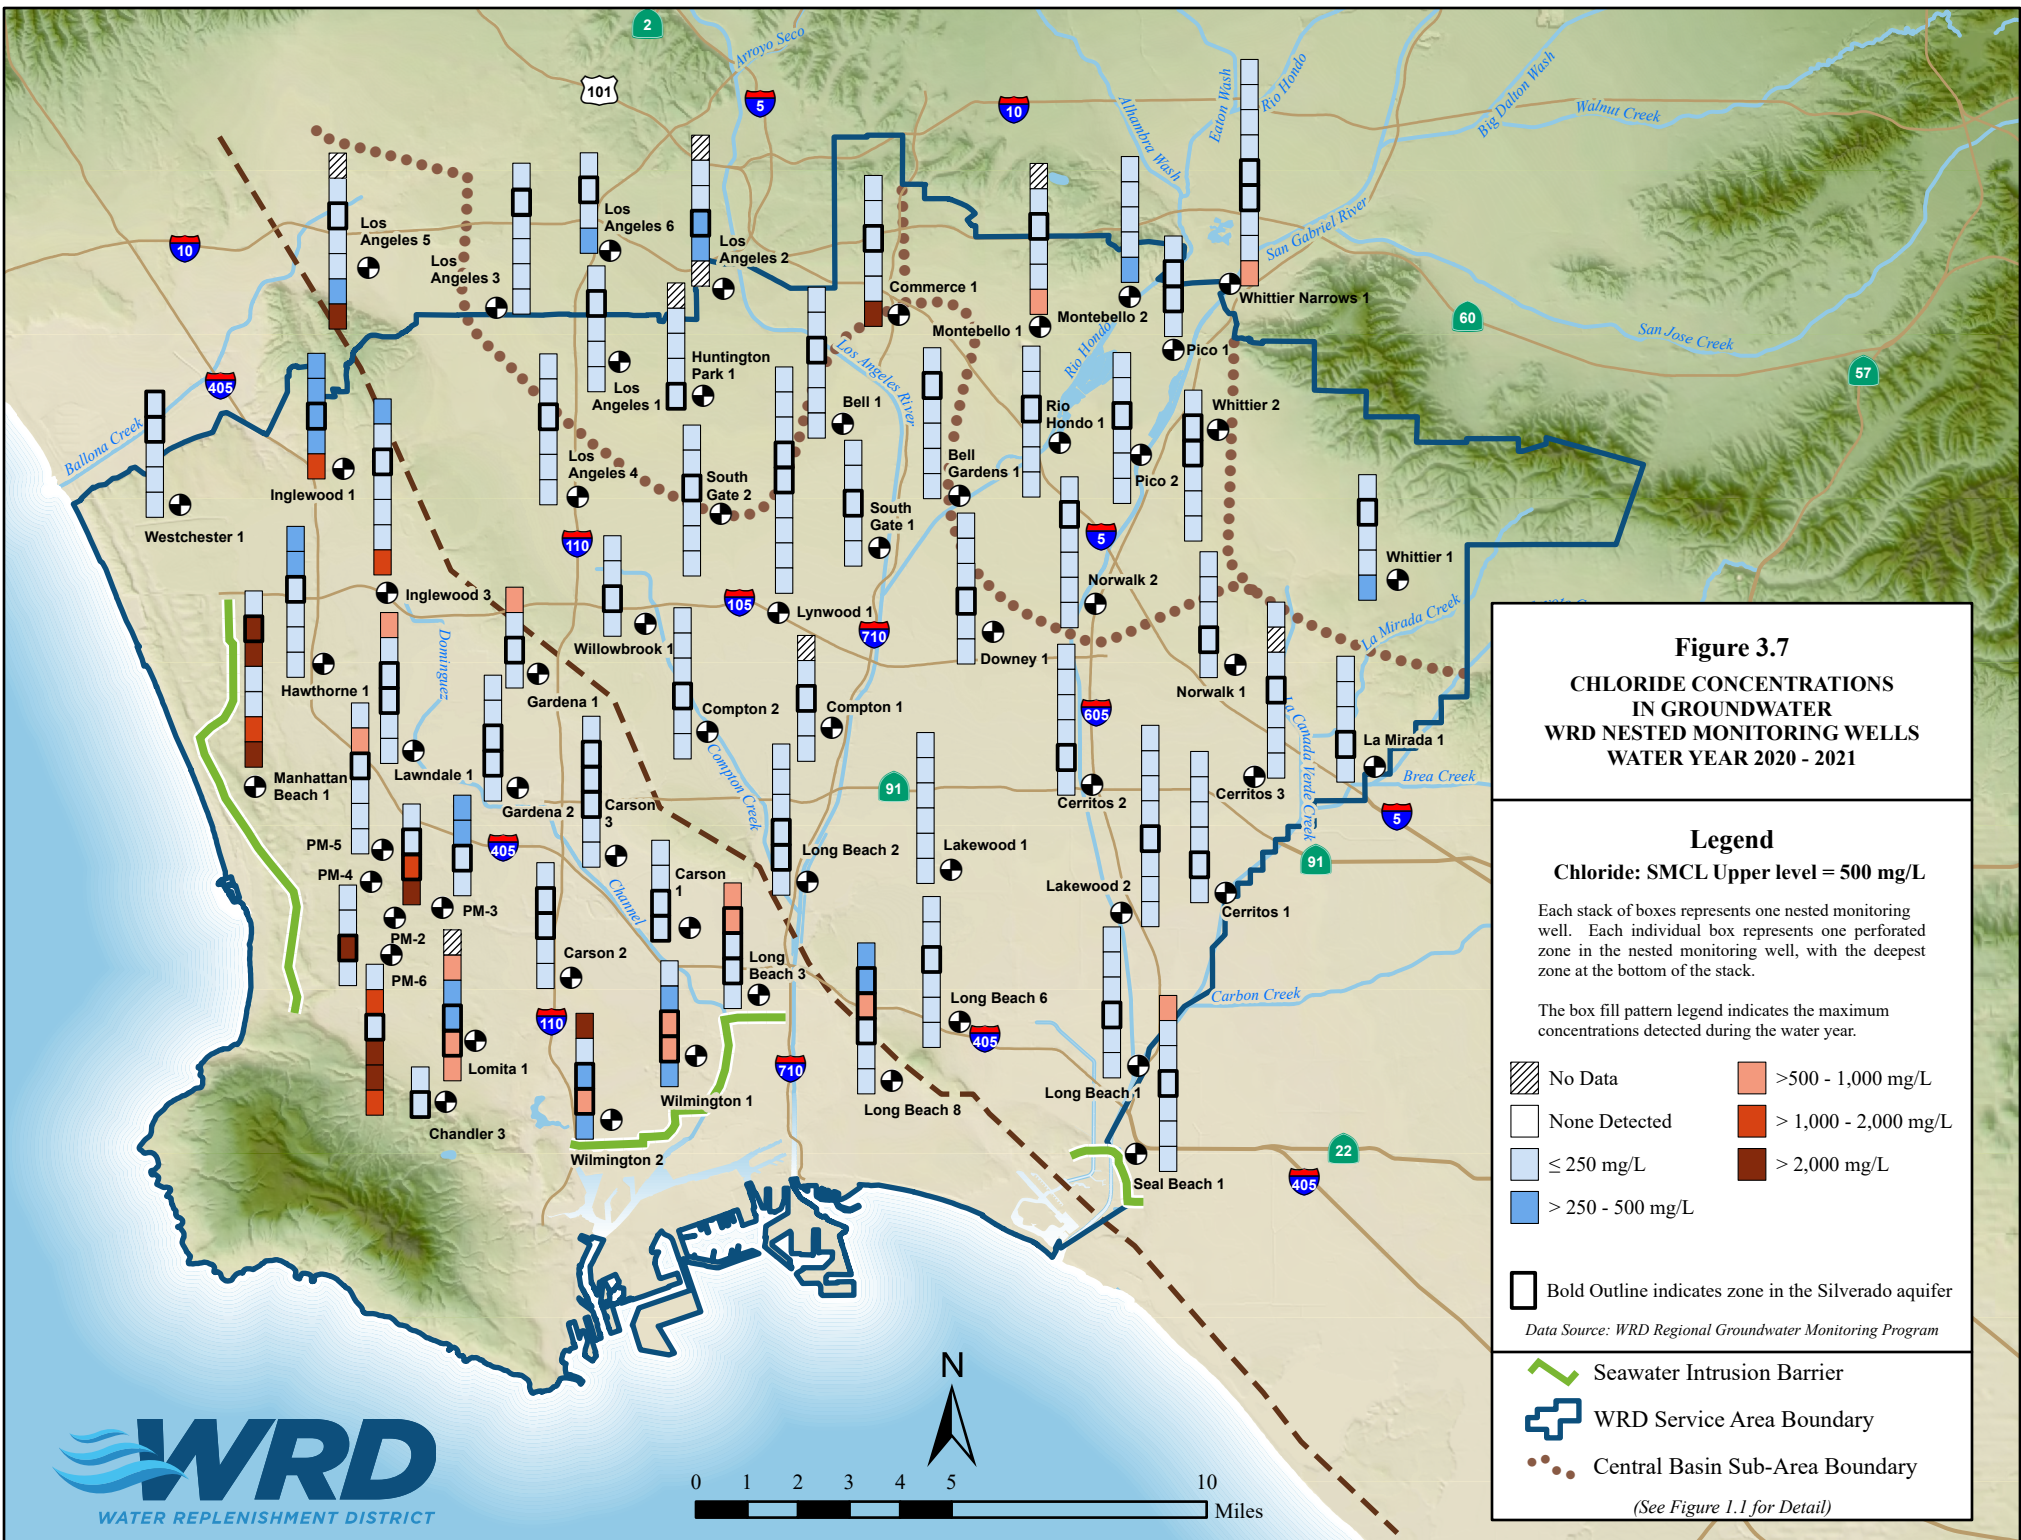 2
101
5
10
Arroyo Seco
Alhambra Wash
Eaton Wash
Rio Hondo
Big Dalton Wash
Walnut Creek
10
Los
Angeles 5
Los
Angeles 3
Los
Angeles 6
Los
Angeles 2
Commerce 1
Montebello 1
Montebello 2
Whittier Narrows 1
San Gabriel River
60
San Jose Creek
57
405
Ballona Creek
Westchester 1
Inglewood 1
Los
Angeles 1
Huntington
Park 1
Los Angeles River
Bell 1
Rio Hondo
Pico 1
Los
Angeles 4
South
Gate 2
South
Gate 1
Bell
Gardens 1
Rio
Hondo 1
Pico 2
Whittier 2
Whittier 1
110
5
Inglewood 3
105
Lynwood 1
710
Willowbrook 1
Norwalk 2
Downey 1
Norwalk 1
La Mirada Creek
Hawthorne 1
Dominguez
Channel
Gardena 1
Compton 2
Compton 1
605
La Canada Verde Creek
La Mirada 1
Brea Creek
Manhattan
Beach 1
Lawndale 1
Gardena 2
Carson
3
Compton Creek
91
Cerritos 2
Cerritos 3
5
91
PM-5
PM-4
405
PM-3
PM-2
PM-6
Carson
1
Carson 2
Long Beach 2
Lakewood 1
Lakewood 2
Cerritos 1
Long
Beach 3
Long Beach 6
405
Carbon Creek
110
Lomita 1
Chandler 3
Wilmington 1
Wilmington 2
710
Long Beach 8
Long Beach 1
Seal Beach 1
22
405
Figure 3.7
CHLORIDE CONCENTRATIONS
IN GROUNDWATER
WRD NESTED MONITORING WELLS
WATER YEAR 2020 - 2021
Legend
Chloride: SMCL Upper level = 500 mg/L
Each stack of boxes represents one nested monitoring
well. Each individual box represents one perforated
zone in the nested monitoring well, with the deepest
zone at the bottom of the stack.
The box fill pattern legend indicates the maximum
concentrations detected during the water year.
No Data
None Detected
≤ 250 mg/L
> 250 - 500 mg/L
>500 - 1,000 mg/L
> 1,000 - 2,000 mg/L
> 2,000 mg/L
Bold Outline indicates zone in the Silverado aquifer
Data Source: WRD Regional Groundwater Monitoring Program
Seawater Intrusion Barrier
WRD Service Area Boundary
Central Basin Sub-Area Boundary
(See Figure 1.1 for Detail)
N
0 1 2 3 4 5 10
Miles
WRD
WATER REPLENISHMENT DISTRICT